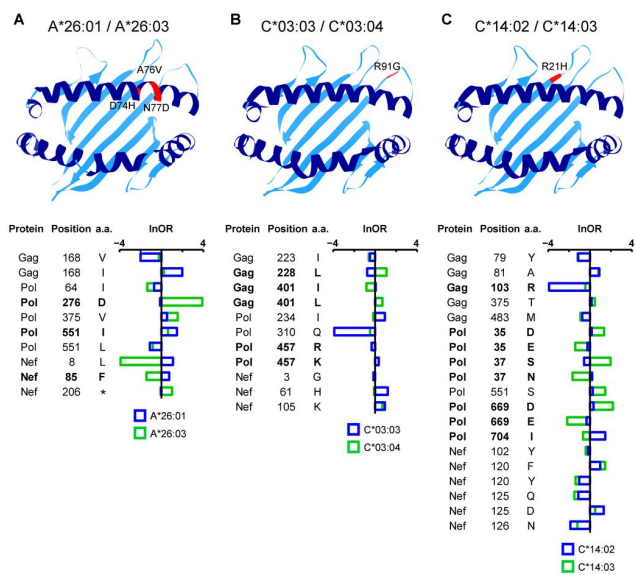 A
A*26:01 / A*26:03
A76V
D74H
N77D
Protein Position a.a. lnOR
−4 4
Gag 168 V
Gag 168 I
Pol 64 I
Pol 276 D
Pol 375 V
Pol 551 I
Pol 551 L
Nef 8 L
Nef 85 F
Nef 206 *
A*26:01
A*26:03
B
C*03:03 / C*03:04
R91G
Protein Position a.a. lnOR
−4 4
Gag 223 I
Gag 228 L
Gag 401 I
Gag 401 L
Pol 234 I
Pol 310 Q
Pol 457 R
Pol 457 K
Nef 3 G
Nef 61 H
Nef 105 K
C*03:03
C*03:04
C
C*14:02 / C*14:03
R21H
Protein Position a.a. lnOR
−4 4
Gag 79 Y
Gag 81 A
Gag 103 R
Gag 375 T
Gag 483 M
Pol 35 D
Pol 35 E
Pol 37 S
Pol 37 N
Pol 551 S
Pol 669 D
Pol 669 E
Pol 704 I
Nef 102 Y
Nef 120 F
Nef 120 Y
Nef 125 Q
Nef 125 D
Nef 126 N
C*14:02
C*14:03